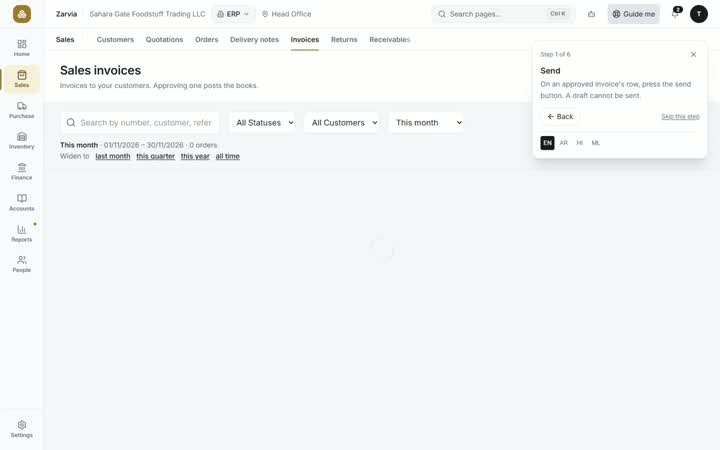 Zarvia
Sahara Gate Foodstuff Trading LLC
ERP
Head Office
Search pages...
Ctrl K
Guide me
2
T
Home
Sales
Purchase
Inventory
Finance
Accounts
Reports
People
Settings
Sales
Customers
Quotations
Orders
Delivery notes
Invoices
Returns
Receivables
Sales invoices
Invoices to your customers. Approving one posts the books.
Search by number, customer, refer
All Statuses
All Customers
This month
This month · 01/11/2026 – 30/11/2026 · 0 orders
Widen to last month this quarter this year all time
Step 1 of 6
Send
On an approved invoice's row, press the send
button. A draft cannot be sent.
Back
Skip this step
EN AR HI ML